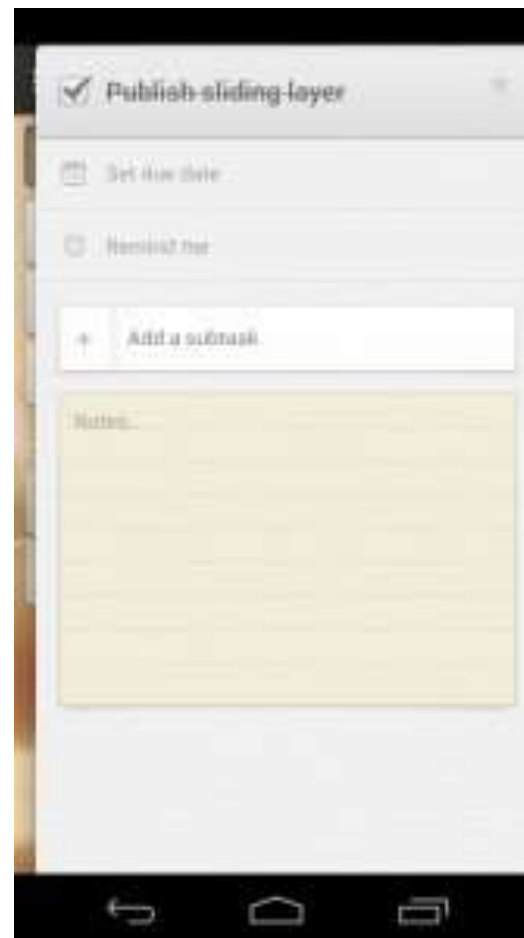 Publish sliding layer
Set due date
Remind me
Add a subtask
Notes...